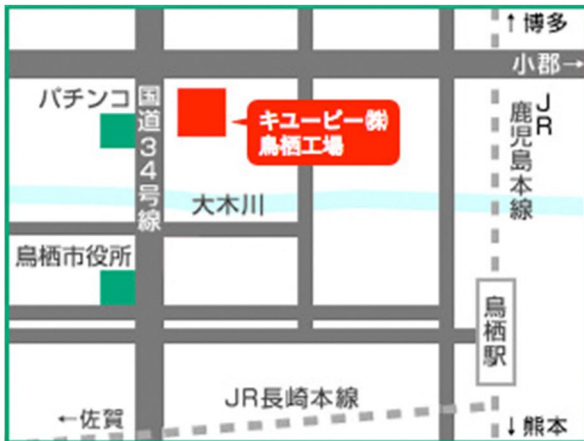 ↑博多
小郡→
パチンコ
国道34号線
キユーピー㈱
鳥栖工場
JR
鹿児島本線
大木川
鳥栖市役所
鳥栖駅
JR長崎本線
←佐賀
↓熊本